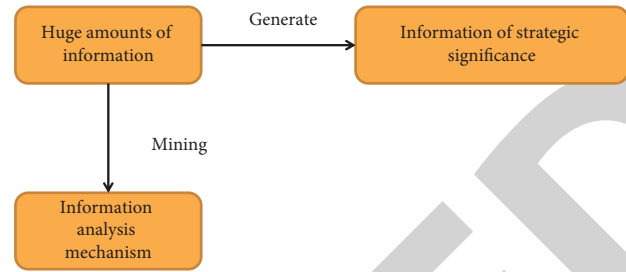 Huge amounts of
information
Generate
Information of strategic
significance
Mining
Information
analysis
mechanism